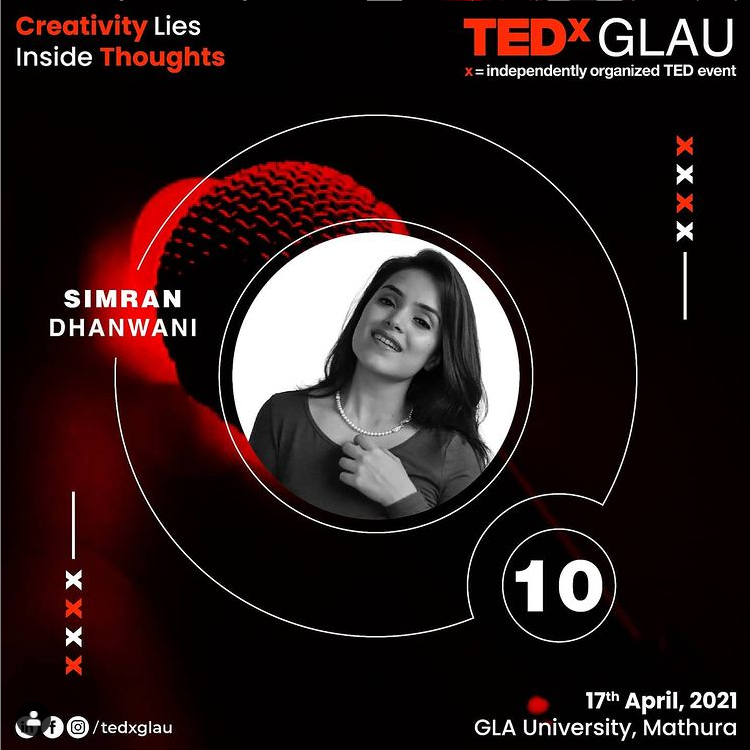 Creativity Lies
Inside Thoughts
TEDx GLAU
x = independently organized TED event
x
x
x
x
SIMRAN
DHANWANI
10
x
x
x
x
17th April, 2021
GLA University, Mathura
/tedxglau